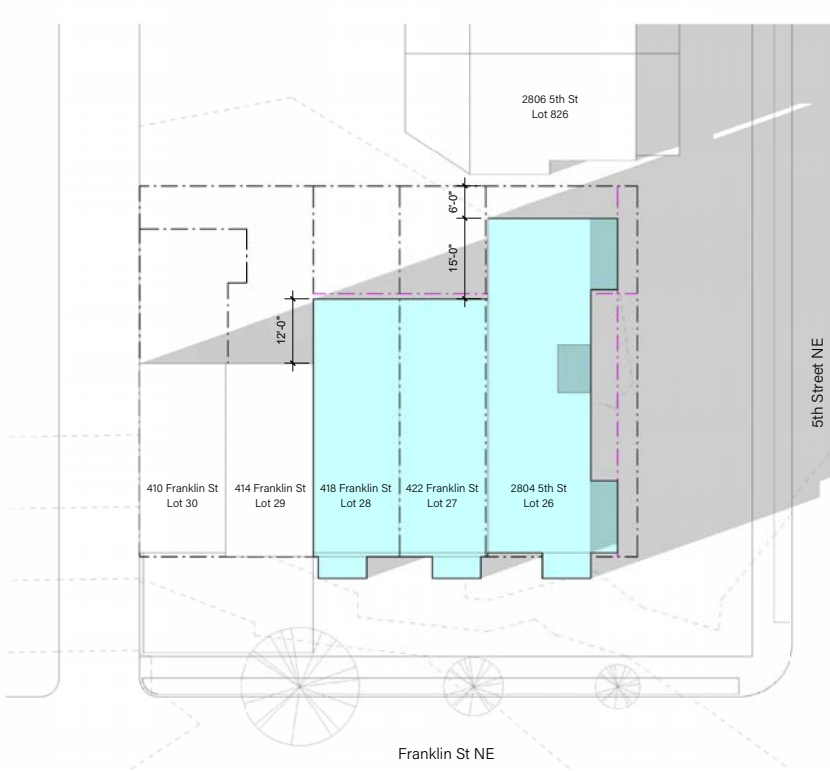 2806 5th St
Lot 826
6'-0"
15'-0"
12'-0"
5th Street NE
410 Franklin St
Lot 30
414 Franklin St
Lot 29
418 Franklin St
Lot 28
422 Franklin St
Lot 27
2804 5th St
Lot 26
Franklin St NE